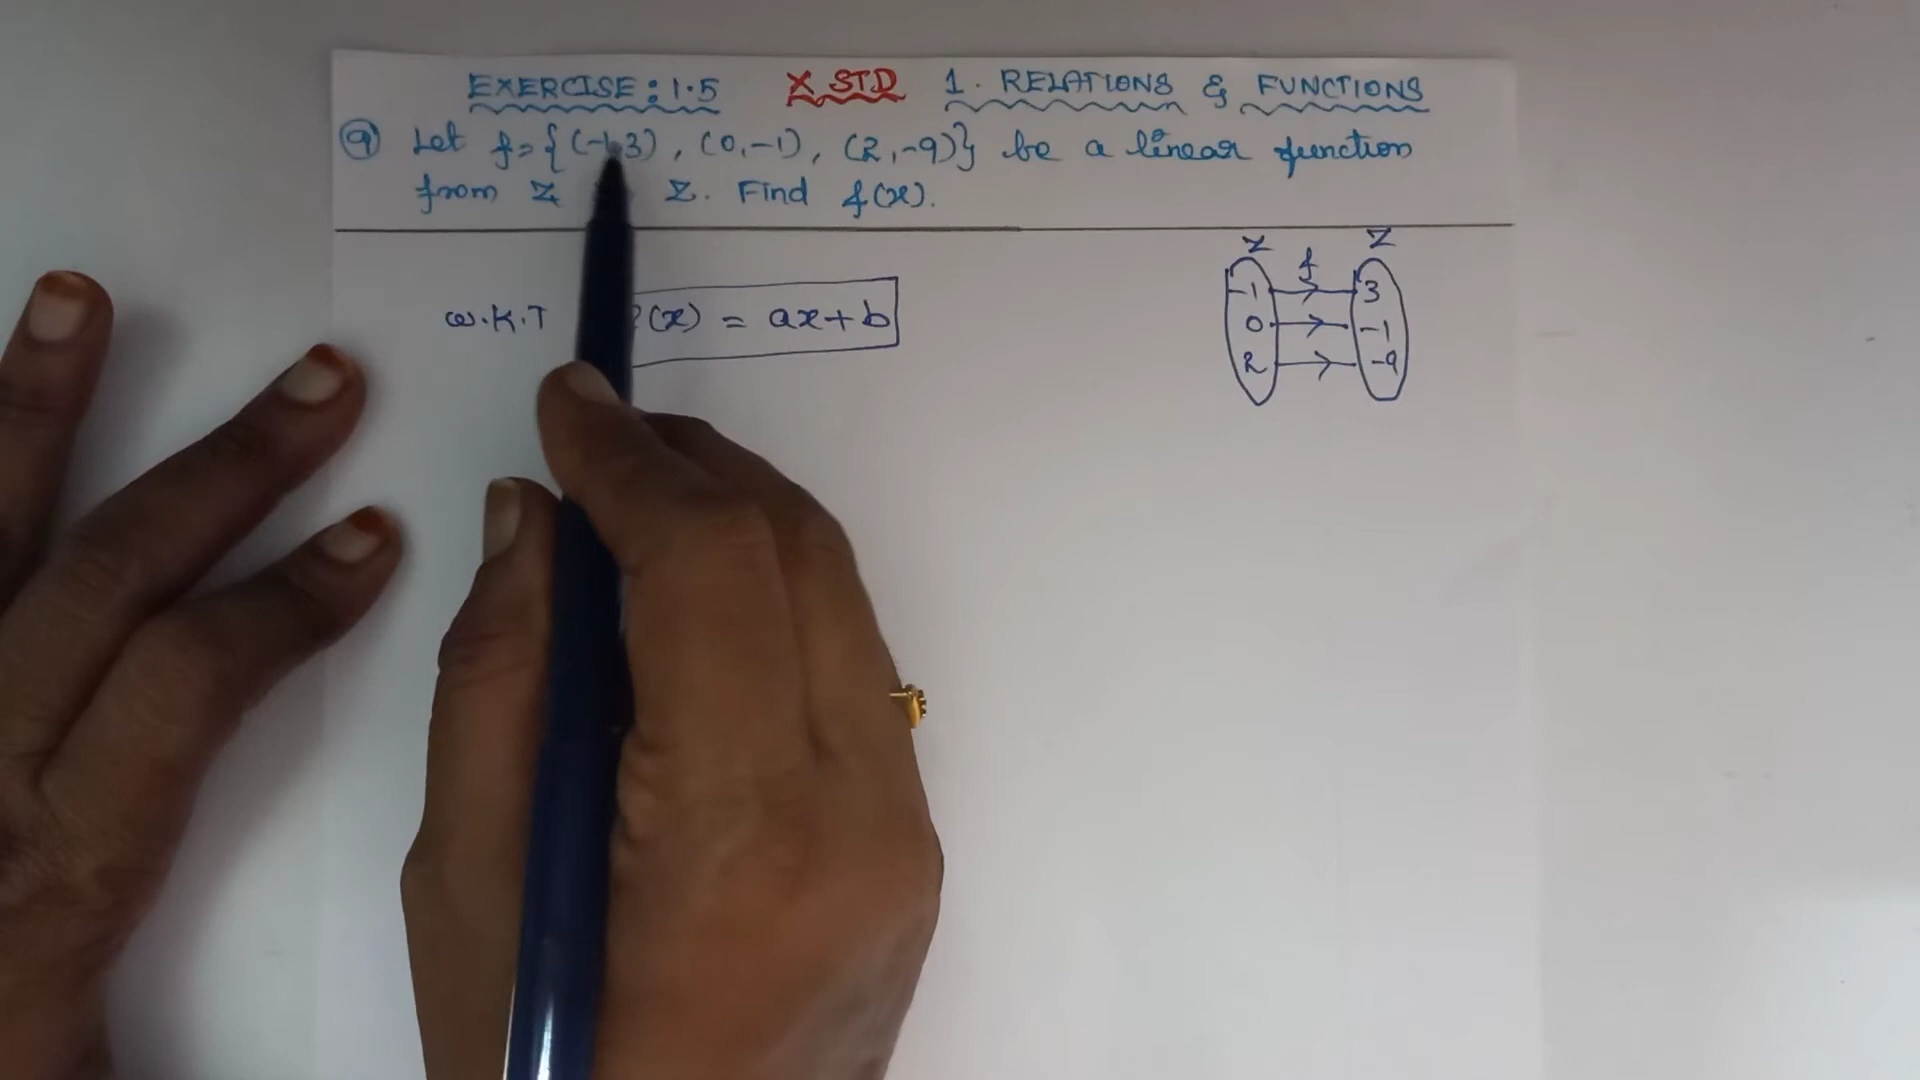 EXERCISE: 1.5 X STD 1. RELATIONS & FUNCTIONS
9 Let f={(-1,3), (0,-1), (2,-9)} be a linear function
from Z Z. Find f(x).
Z f Z
-1 3
w.K.T (x) = ax+b
0 -1
2 -9